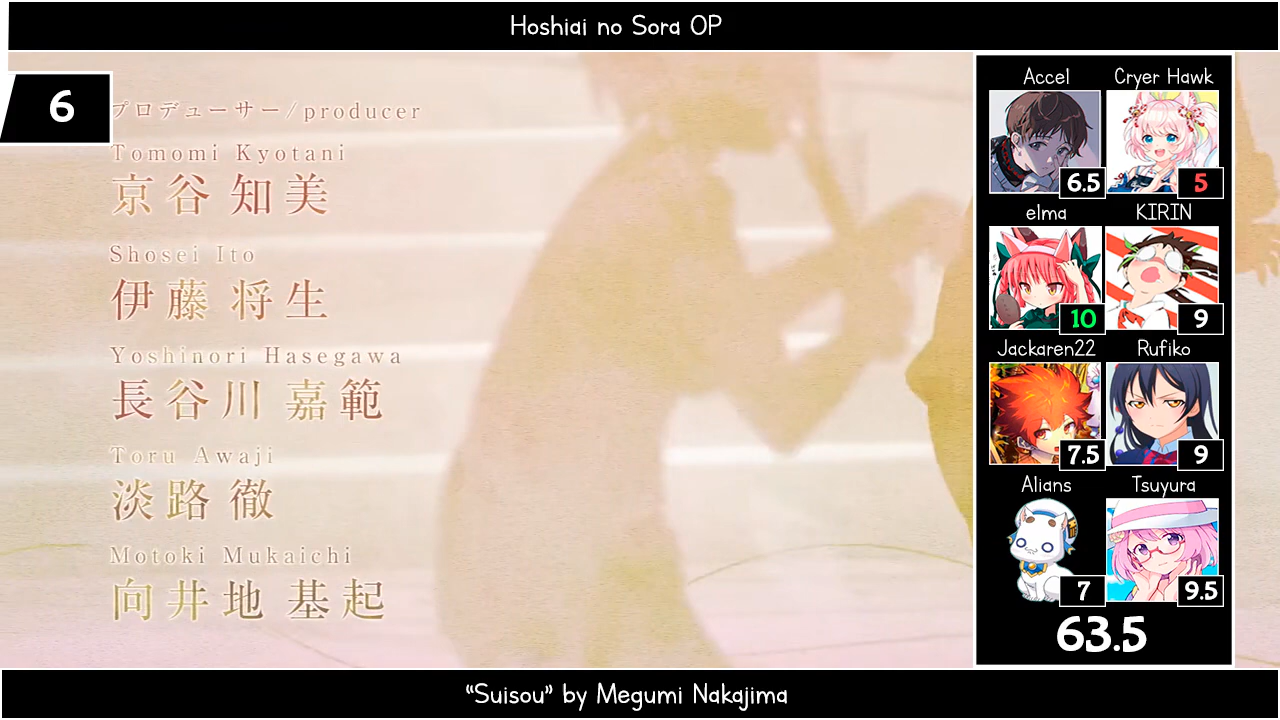 Hoshiai no Sora OP
6
プロデューサー/producer
Tomomi Kyotani
京谷 知美
Shosei Ito
伊藤 将生
Yoshinori Hasegawa
長谷川 嘉範
Toru Awaji
淡路 徹
Motoki Mukaichi
向井地 基起
Accel Cryer Hawk
6.5 5
elma KIRIN
10 9
Jackaren22 Rufiko
7.5 9
Alians Tsuyura
7 9.5
63.5
“Suisou” by Megumi Nakajima